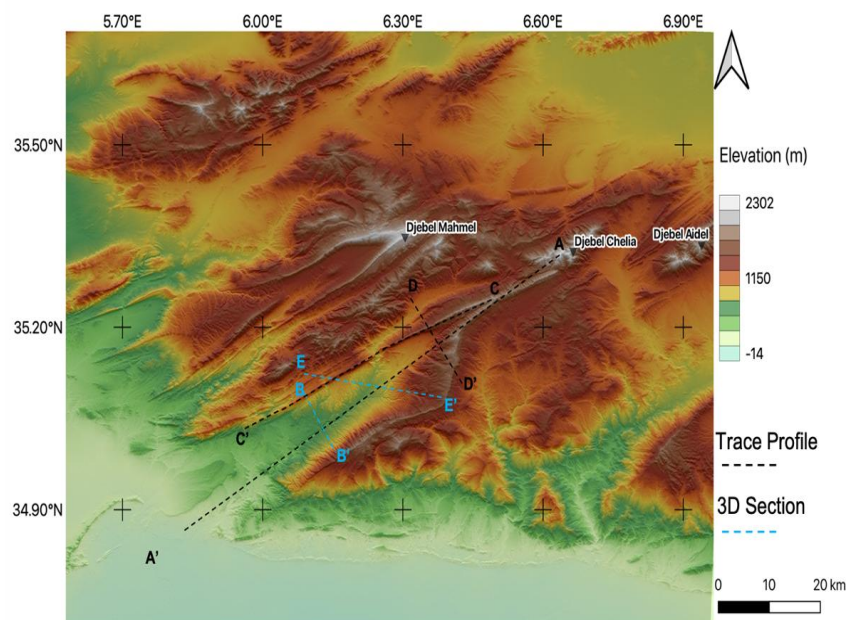 5.70°E 6.00°E 6.30°E 6.60°E 6.90°E
35.50°N
Elevation (m)
2302
Djebel Mahmel
A
Djebel Chelia
Djebel Aidel
1150
D
C
35.20°N
-14
E
D'
B
E'
C'
Trace Profile
B'
3D Section
34.90°N
A'
0 10 20 km